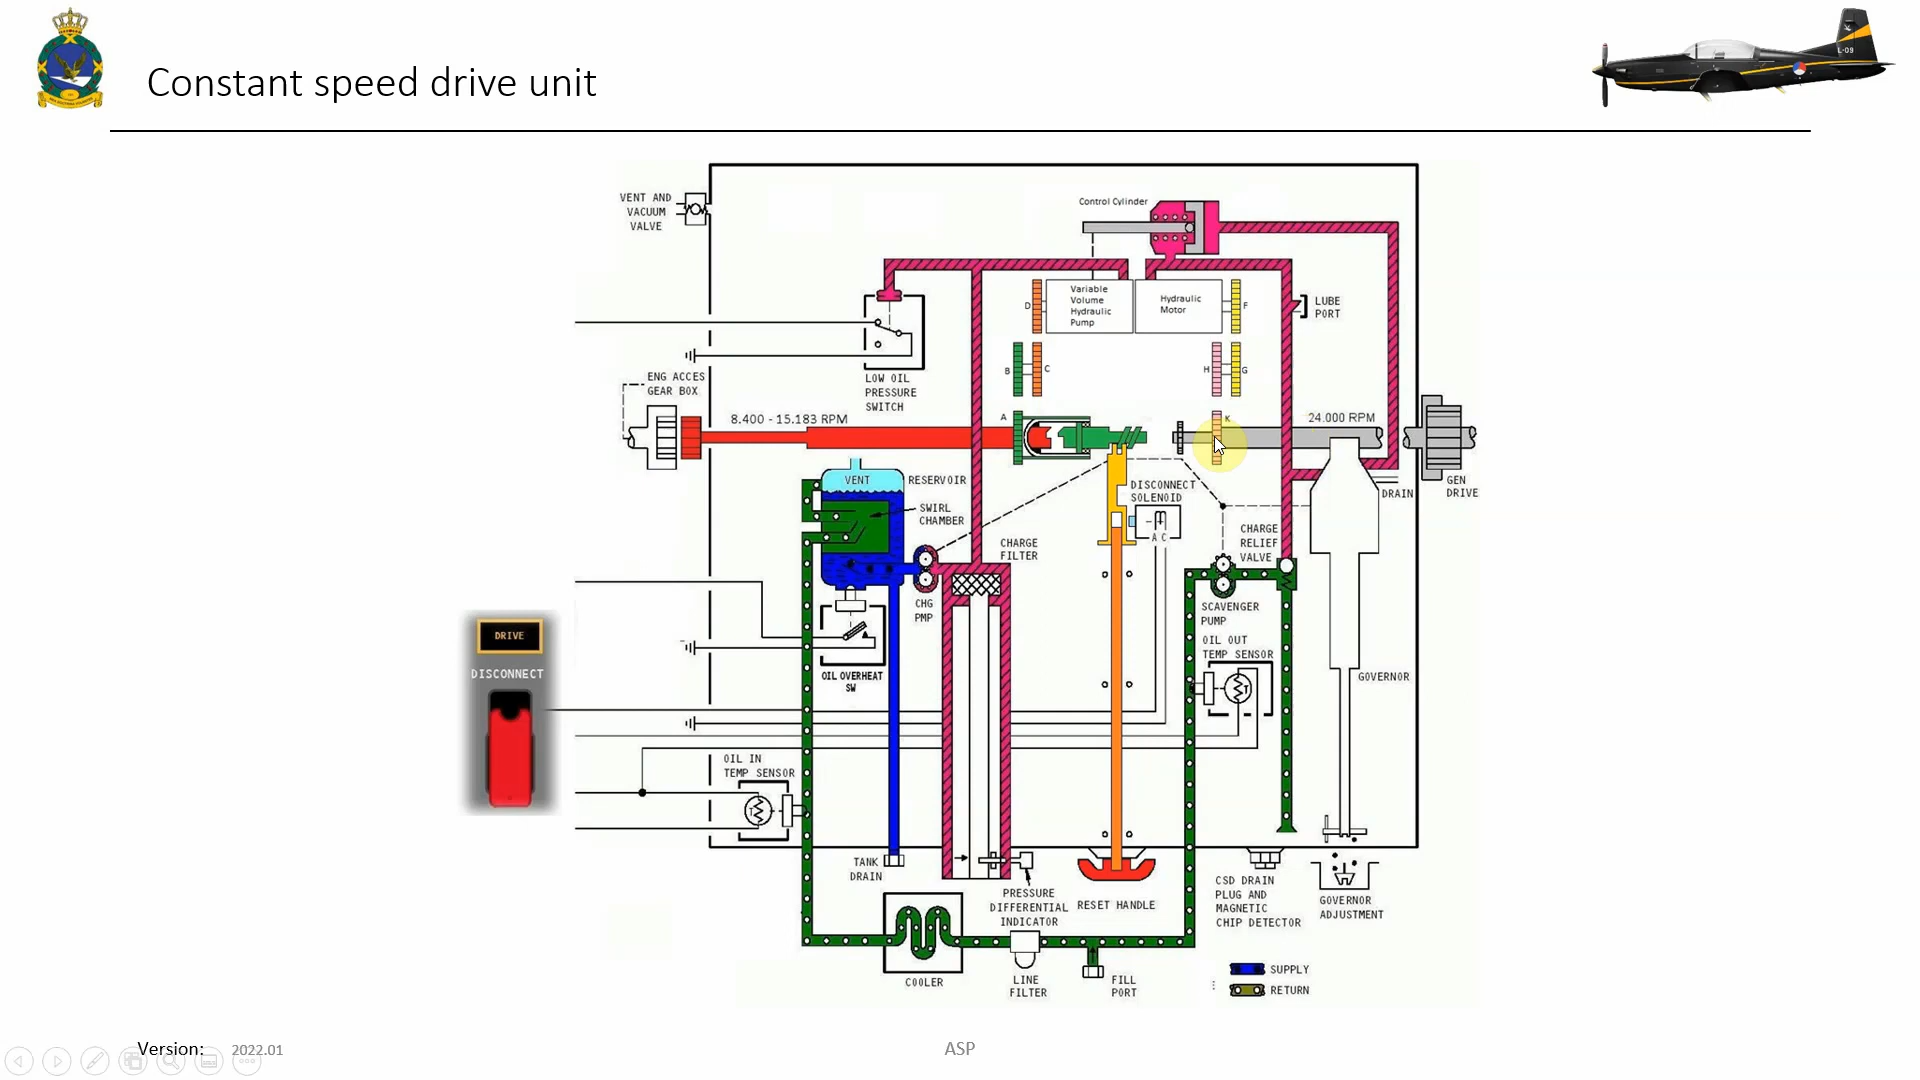 Constant speed drive unit
L-09
K
VENT AND
VACUUM
VALVE
Control Cylinder
Variable
Volume
Hydraulic
Pump
Hydraulic
Motor
D
F
LUBE
PORT
B
C
H
G
LOW OIL
PRESSURE
SWITCH
ENG ACCES
GEAR BOX
8.400 - 15.183 RPM
A
K
24.000 RPM
GEN
DRIVE
DRAIN
VENT
RESERVOIR
SWIRL
CHAMBER
DISCONNECT
SOLENOID
A C
CHARGE
FILTER
CHARGE
RELIEF
VALVE
CHG
PMP
SCAVENGER
PUMP
OIL OUT
TEMP SENSOR
T
DRIVE
DISCONNECT
OIL OVERHEAT
SW
GOVERNOR
OIL IN
TEMP SENSOR
T
TANK
DRAIN
PRESSURE
DIFFERENTIAL
INDICATOR
RESET HANDLE
CSD DRAIN
PLUG AND
MAGNETIC
CHIP DETECTOR
GOVERNOR
ADJUSTMENT
COOLER
LINE
FILTER
FILL
PORT
SUPPLY
RETURN
Version: 2022.01
ASP